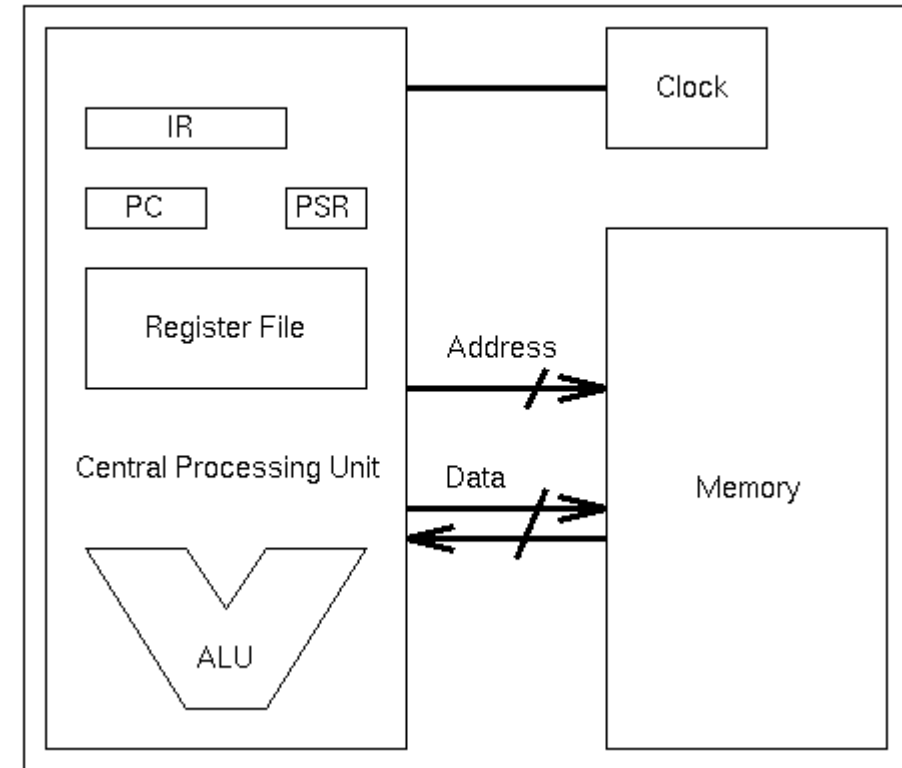 Clock
IR
PC
PSR
Register File
Address
Central Processing Unit
Data
Memory
ALU